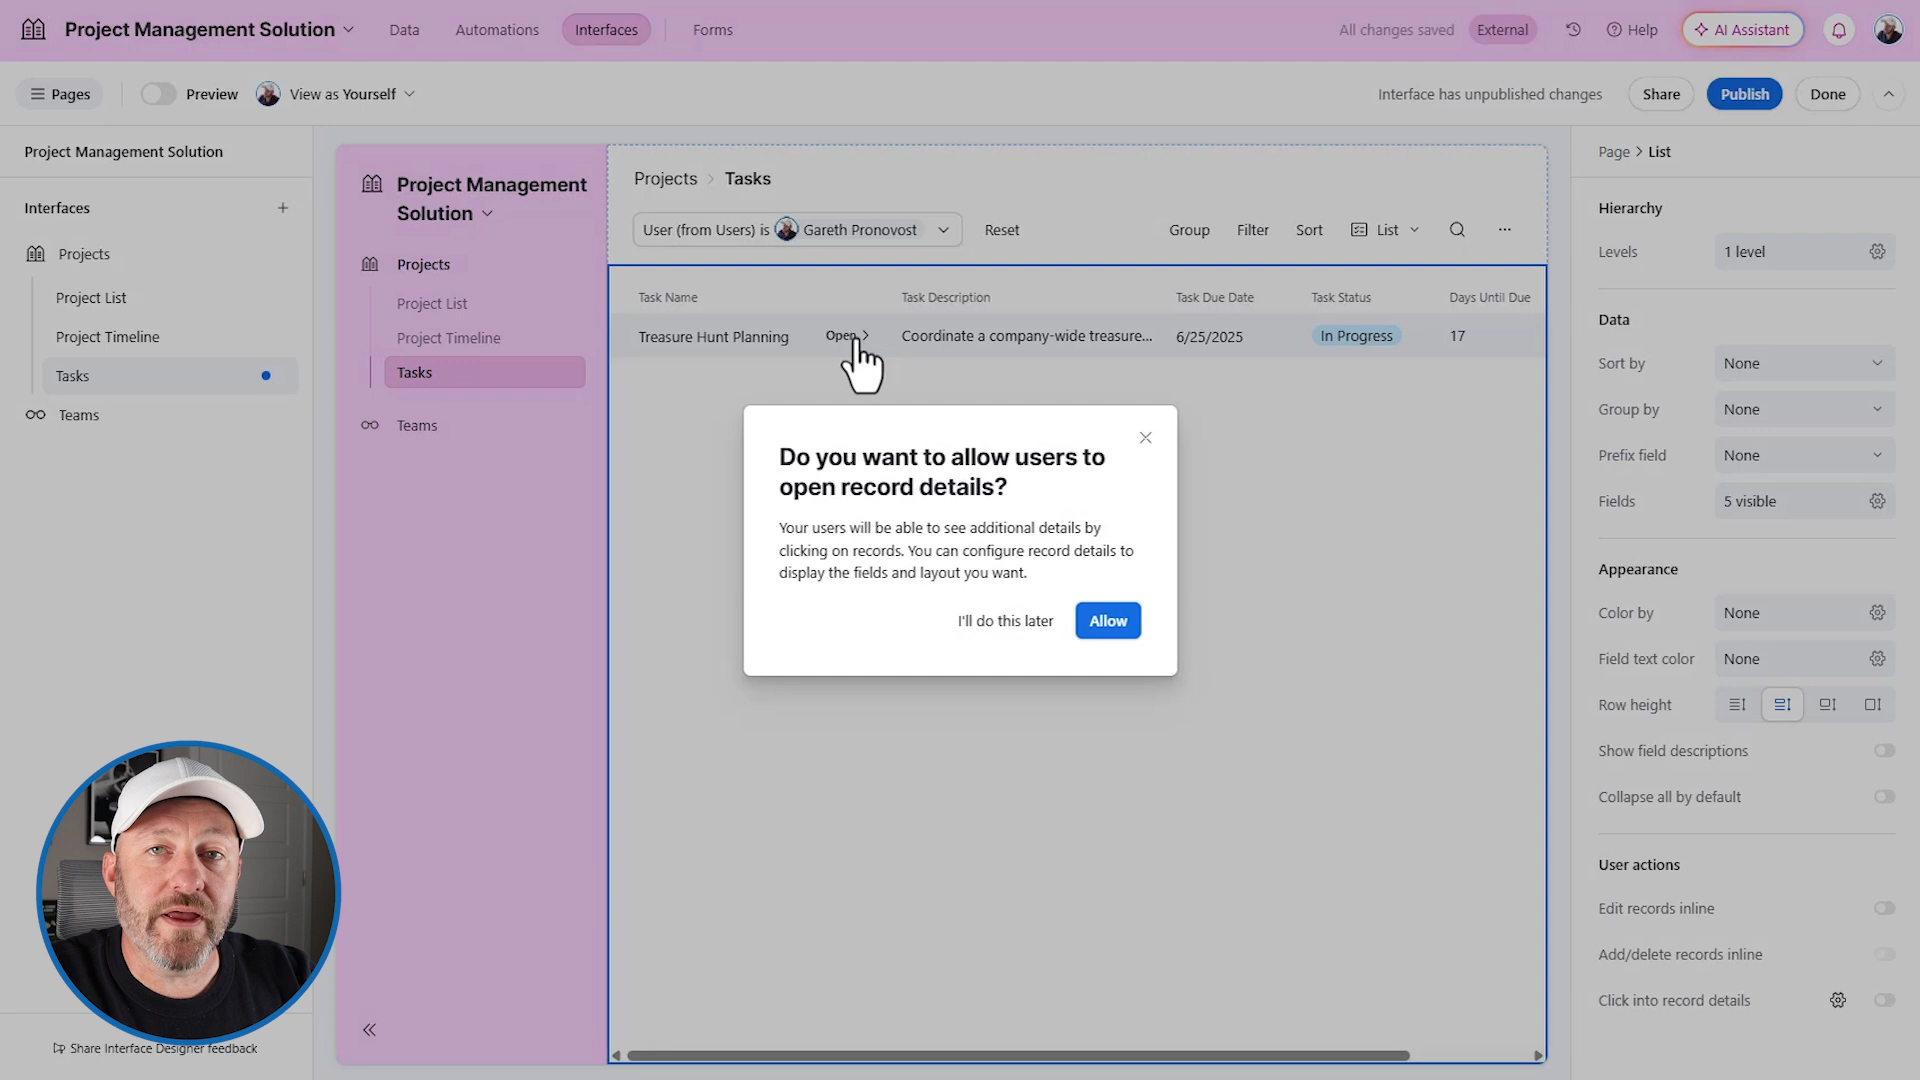 Project Management Solution
Data
Automations
Interfaces
Forms
All changes saved
External
Help
AI Assistant
Pages
Preview
View as Yourself
Interface has unpublished changes
Share
Publish
Done
Project Management Solution
Interfaces
Projects
Project List
Project Timeline
Tasks
Teams
Share Interface Designer feedback
Project Management
Solution
Projects
Project List
Project Timeline
Tasks
Teams
Projects > Tasks
User (from Users) is Gareth Pronovost
Reset
Group
Filter
Sort
List
Task Name
Task Description
Task Due Date
Task Status
Days Until Due
Treasure Hunt Planning
Open
Coordinate a company-wide treasure...
6/25/2025
In Progress
17
Do you want to allow users to
open record details?
Your users will be able to see additional details by
clicking on records. You can configure record details to
display the fields and layout you want.
I'll do this later
Allow
Page > List
Hierarchy
Levels
1 level
Data
Sort by
None
Group by
None
Prefix field
None
Fields
5 visible
Appearance
Color by
None
Field text color
None
Row height
Show field descriptions
Collapse all by default
User actions
Edit records inline
Add/delete records inline
Click into record details